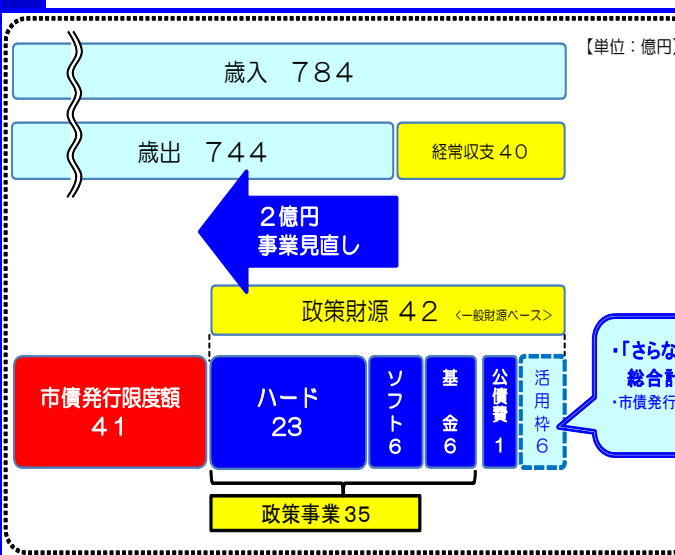 【単位：億円】
歳入　７８４
歳出　７４４
経常収支４０
２億円
事業見直し
政策財源 ４２ <一般財源ベース>
市債発行限度額
４１
ハード
23
ソフト６
基金６
公債費１
活用枠６
・「さらな
総合計
・市債発行
政策事業35